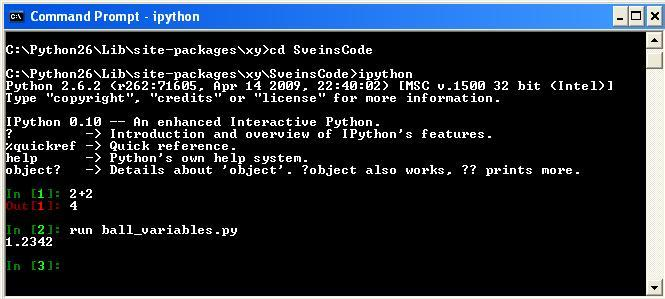 Command Prompt - ipython
C:\Python26\Lib\site-packages\xy>cd SveinsCode
C:\Python26\Lib\site-packages\xy\SveinsCode>ipython
Python 2.6.2 (r262:71605, Apr 14 2009, 22:40:02) [MSC v.1500 32 bit (Intel)]
Type "copyright", "credits" or "license" for more information.
IPython 0.10 -- An enhanced Interactive Python.
?         -> Introduction and overview of IPython's features.
%quickref -> Quick reference.
help      -> Python's own help system.
object?   -> Details about 'object'. ?object also works, ?? prints more.
In [1]: 2+2
Out[1]: 4
In [2]: run ball_variables.py
1.2342
In [3]: